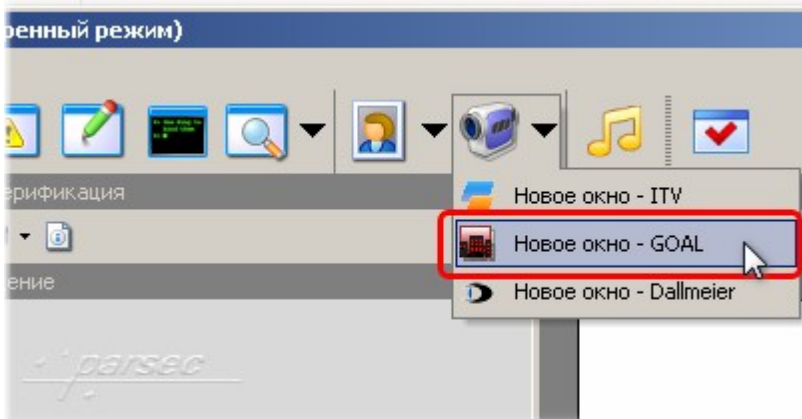 ренный режим)
ерификация
Новое окно - ITV
Новое окно - GOAL
ение
Новое окно - Dallmeier
parsec